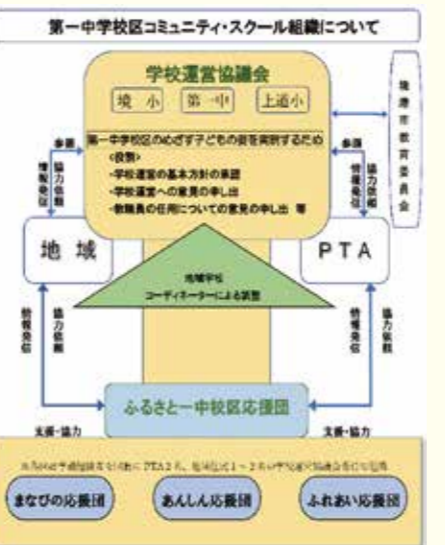 第一中学校区コミュニティ・スクール組織について
学校運営協議会
境 小
第一中
上道小
境港市教育委員会
第一中学校区のめざす子どもの姿を実現するため
<役割>
・学校運営の基本方針の承認
・学校運営への意見の申し出
・教職員の任用についての意見の申し出 等
参画
協力依頼
情報発信
参画
協力依頼
情報発信
地 域
PTA
地域学校
コーディネーターによる調整
情報発信
協力依頼
情報発信
協力依頼
ふるさと一中校区応援団
支援・協力
支援・協力
まなびの応援団
あんしん応援団
ふれあい応援団